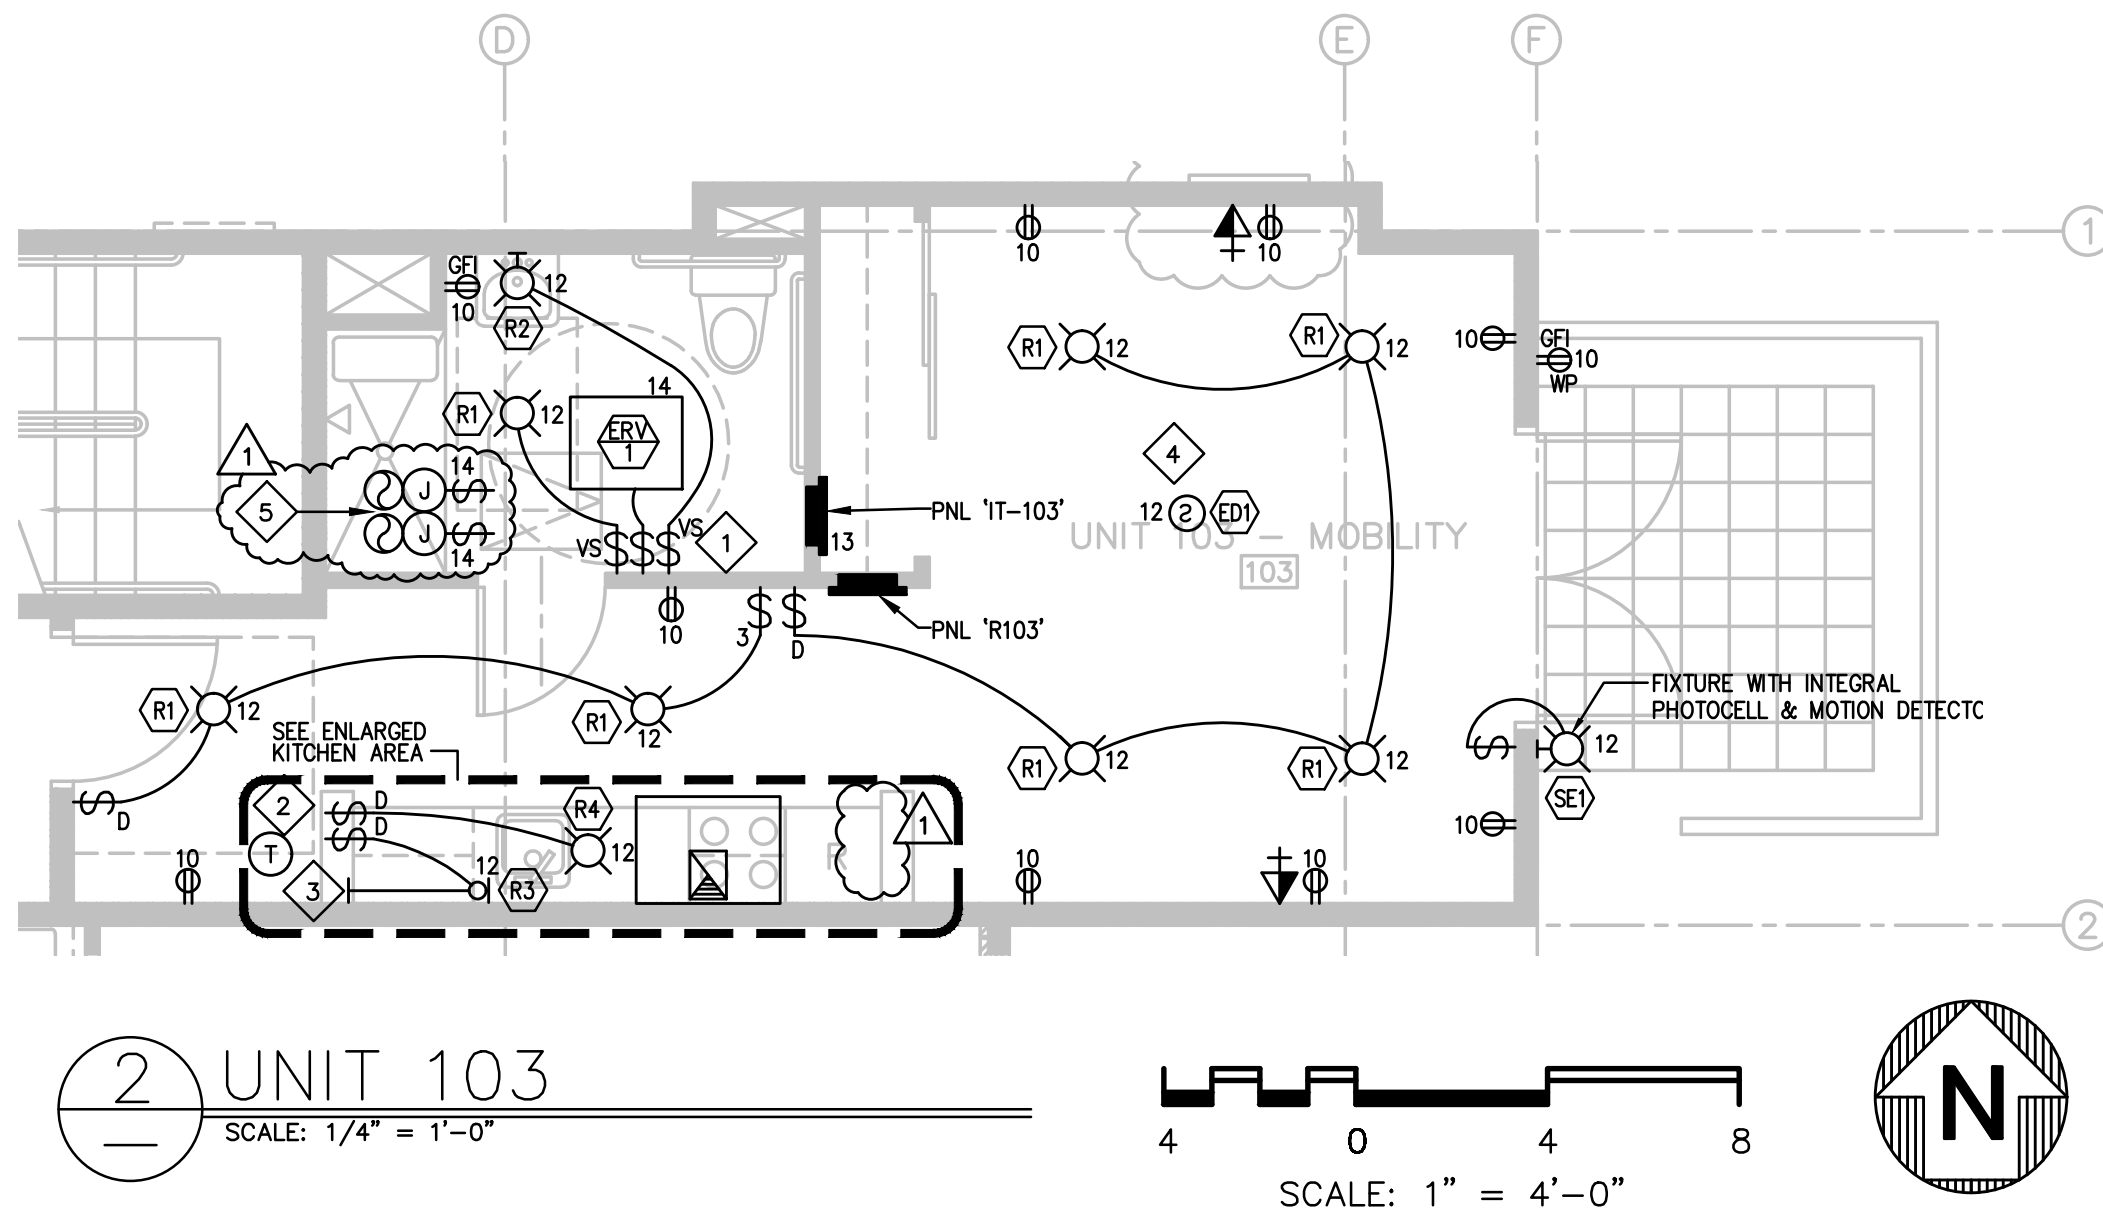 D
E
F
1
10
10
GFI
10
12
R2
R1
12
R1
12
10
GFI
10
WP
14
R1
12
ERV
1
1
14
5
J
J
14
4
12
2
ED1
PNL 'IT-103'
13
UNIT 103 – MOBILITY
103
VS
VS
1
10
3
D
PNL 'R103'
R1
12
R1
12
SEE ENLARGED
KITCHEN AREA
FIXTURE WITH INTEGRAL
PHOTOCELL & MOTION DETECTO
R1
12
R1
12
12
SE1
D
2
D
D
R4
12
T
10
3
12
R3
R
1
10
10
10
2
2
UNIT 103
SCALE: 1/4" = 1'-0"
4 0 4 8
SCALE: 1" = 4'-0"
N